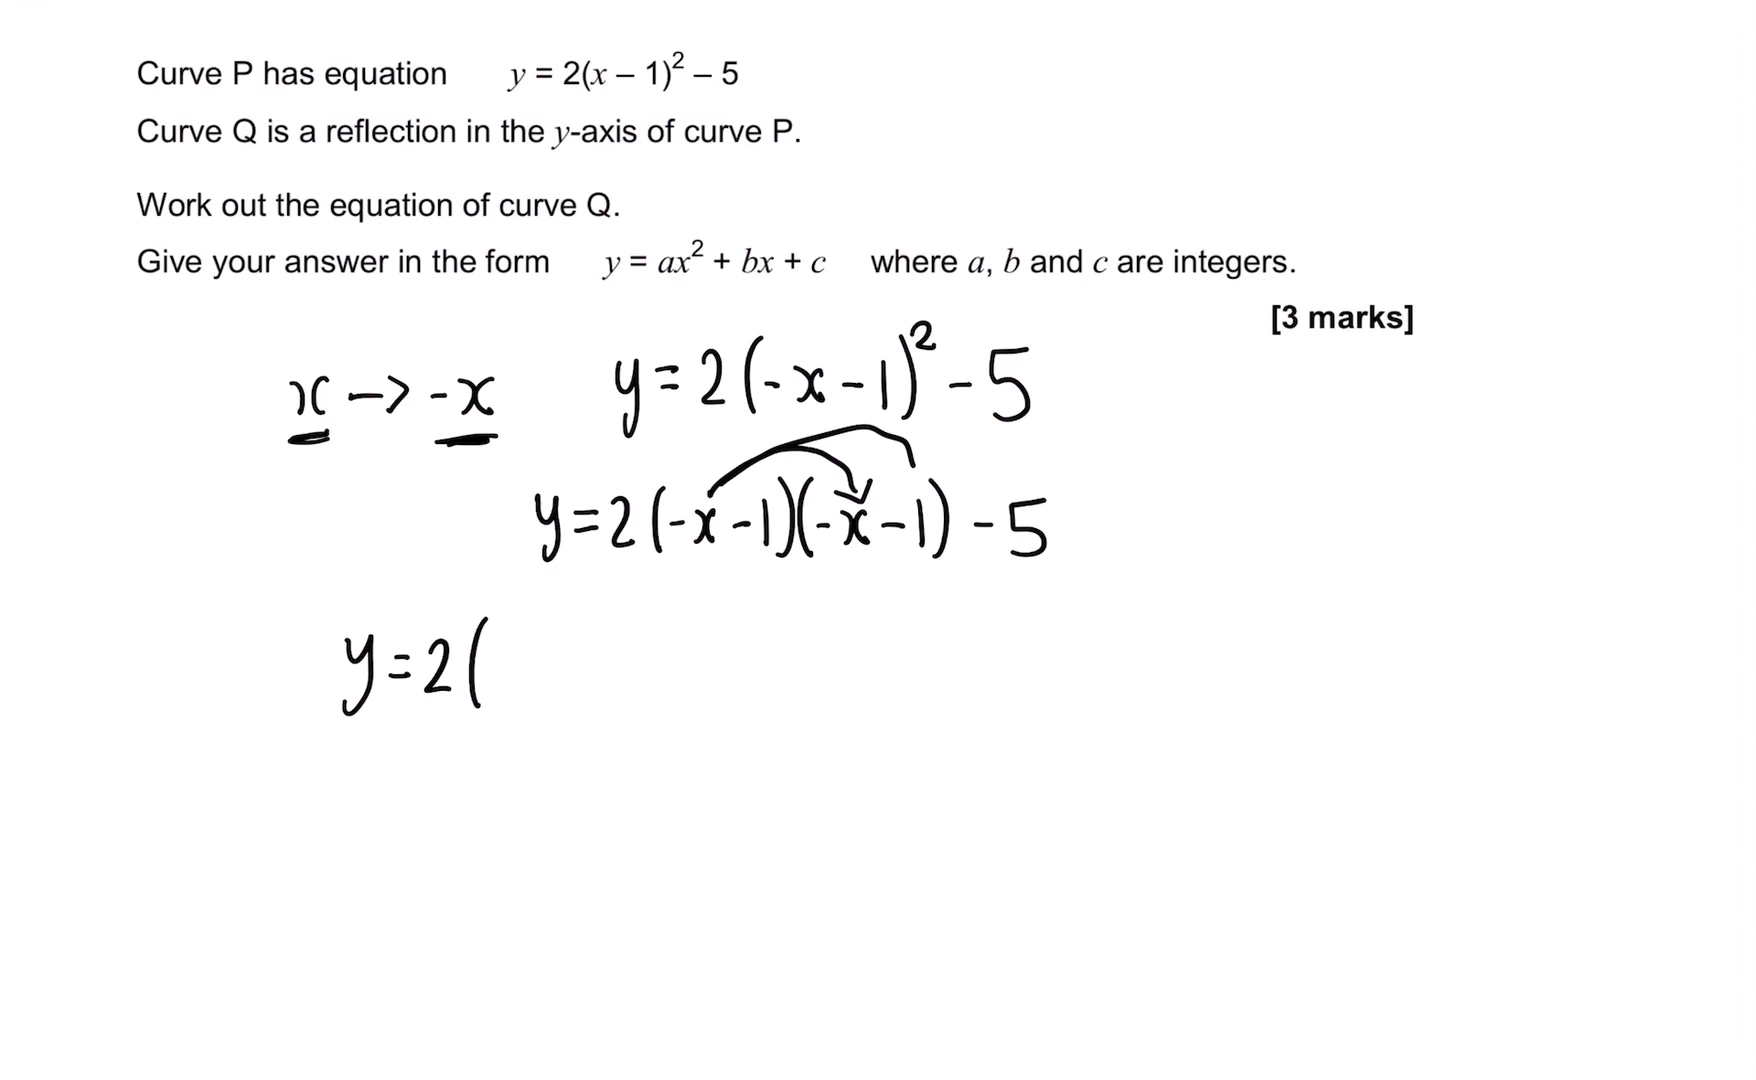 Curve P has equation y = 2(x – 1)² – 5
Curve Q is a reflection in the y-axis of curve P.
Work out the equation of curve Q.
Give your answer in the form y = ax² + bx + c where a, b and c are integers.
[3 marks]
x -> -x y = 2(-x - 1)² - 5
y = 2(-x - 1)(-x - 1) - 5
y = 2(